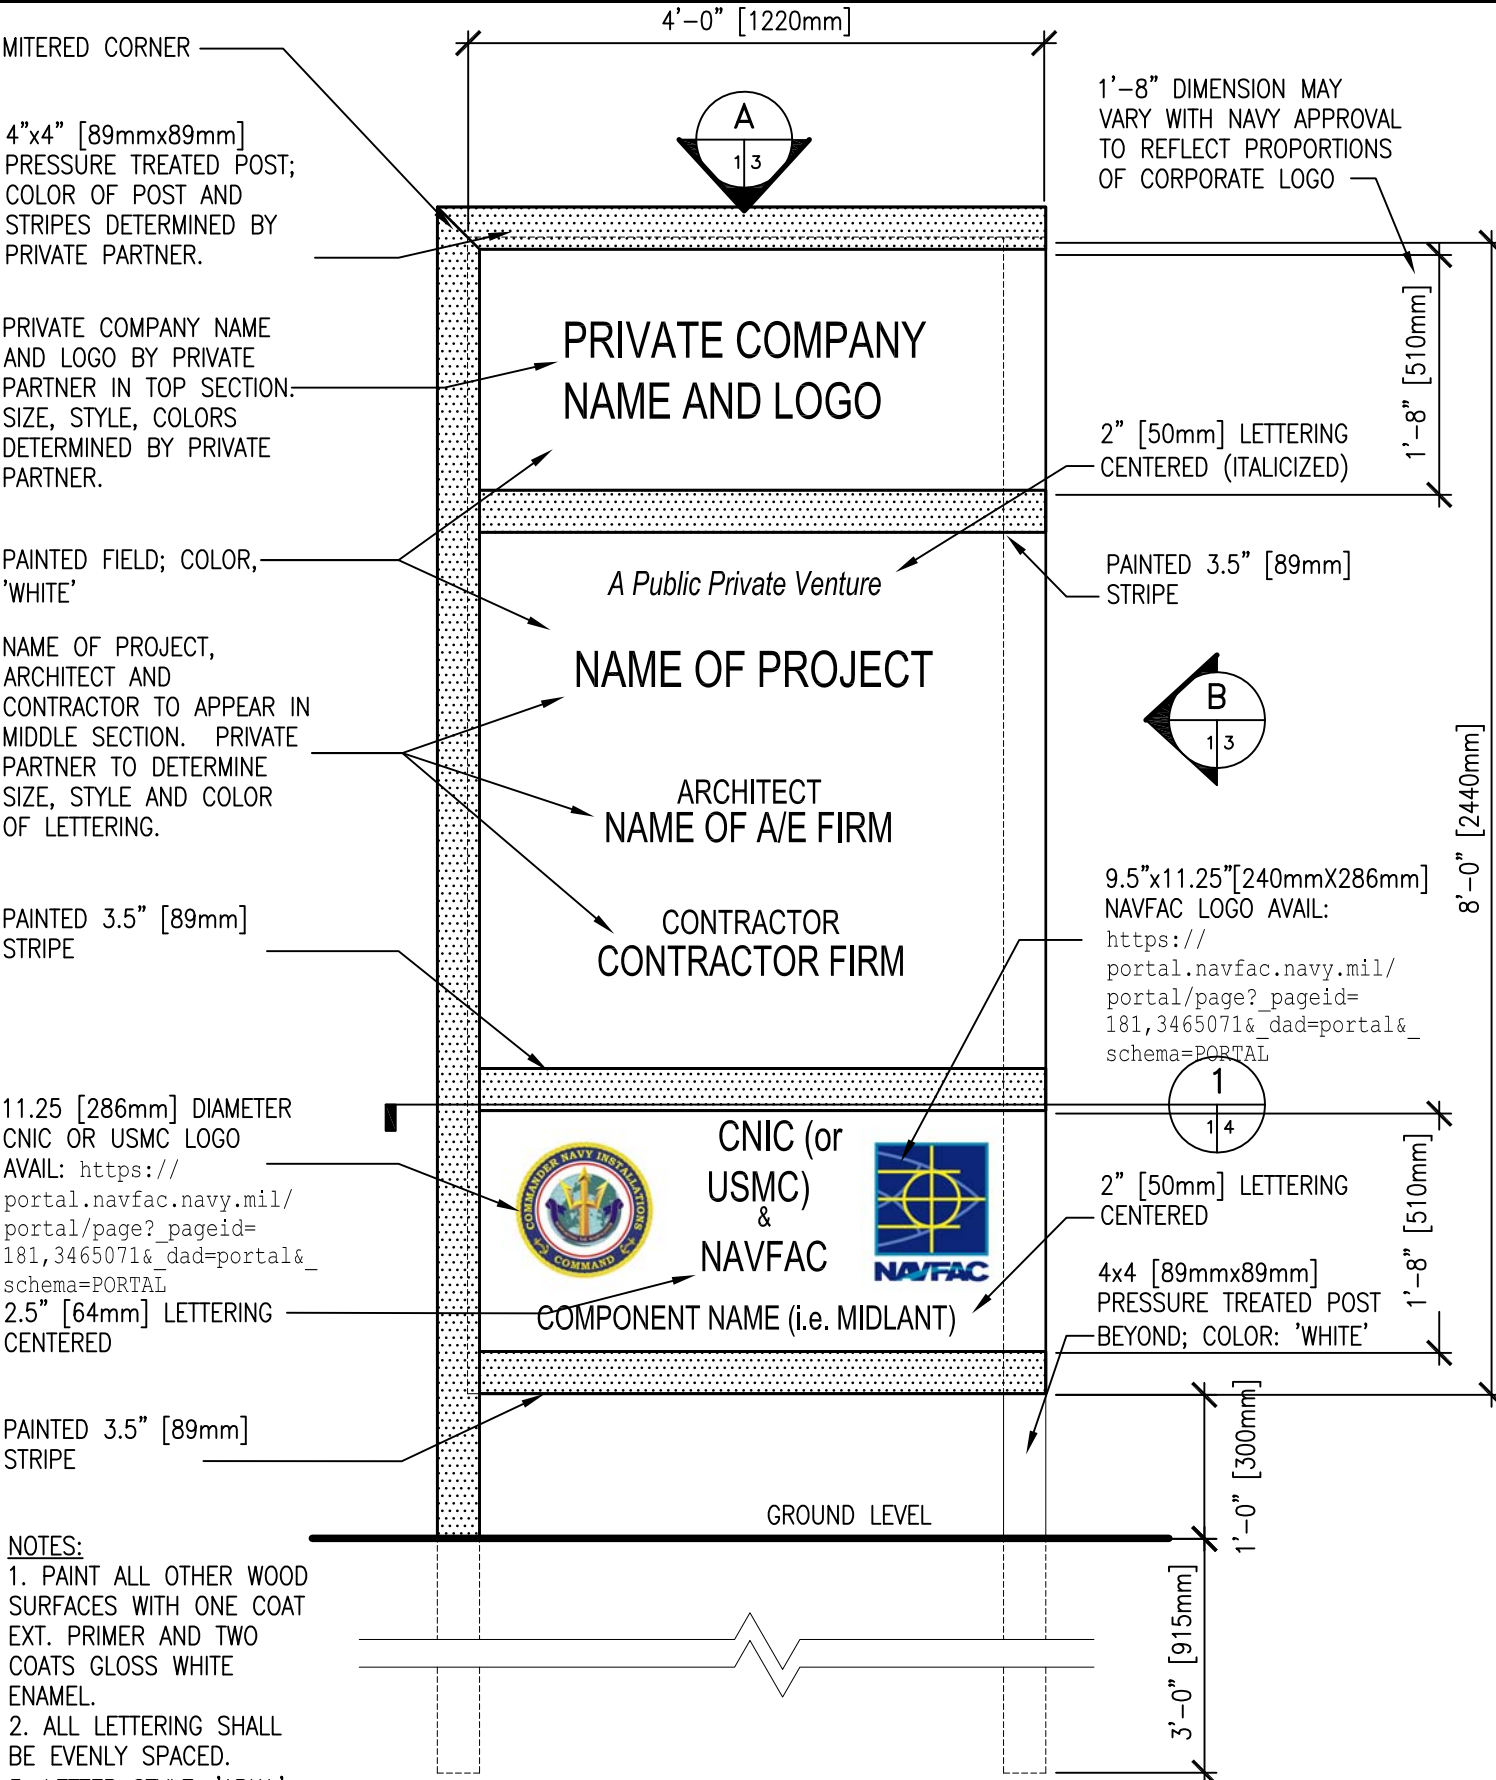 4'-0" [1220mm]
MITERED CORNER
4"x4" [89mmx89mm]
PRESSURE TREATED POST;
COLOR OF POST AND
STRIPES DETERMINED BY
PRIVATE PARTNER.
PRIVATE COMPANY NAME
AND LOGO BY PRIVATE
PARTNER IN TOP SECTION.
SIZE, STYLE, COLORS
DETERMINED BY PRIVATE
PARTNER.
PAINTED FIELD; COLOR,
'WHITE'
NAME OF PROJECT,
ARCHITECT AND
CONTRACTOR TO APPEAR IN
MIDDLE SECTION. PRIVATE
PARTNER TO DETERMINE
SIZE, STYLE AND COLOR
OF LETTERING.
PAINTED 3.5" [89mm]
STRIPE
11.25 [286mm] DIAMETER
CNIC OR USMC LOGO
AVAIL: https://
portal.navfac.navy.mil/
portal/page?_pageid=
181,3465071&_dad=portal&_
schema=PORTAL
2.5" [64mm] LETTERING
CENTERED
PAINTED 3.5" [89mm]
STRIPE
NOTES:
1. PAINT ALL OTHER WOOD
SURFACES WITH ONE COAT
EXT. PRIMER AND TWO
COATS GLOSS WHITE
ENAMEL.
2. ALL LETTERING SHALL
BE EVENLY SPACED.
A
1 3
PRIVATE COMPANY
NAME AND LOGO
A Public Private Venture
NAME OF PROJECT
ARCHITECT
NAME OF A/E FIRM
CONTRACTOR
CONTRACTOR FIRM
COMMANDER NAVY INSTALLATIONS
COMMAND
CNIC (or
USMC)
&
NAVFAC
NAVFAC
COMPONENT NAME (i.e. MIDLANT)
GROUND LEVEL
1'-8" DIMENSION MAY
VARY WITH NAVY APPROVAL
TO REFLECT PROPORTIONS
OF CORPORATE LOGO
1'-8" [510mm]
2" [50mm] LETTERING
CENTERED (ITALICIZED)
PAINTED 3.5" [89mm]
STRIPE
B
1 3
8'-0" [2440mm]
9.5"x11.25"[240mmX286mm]
NAVFAC LOGO AVAIL:
https://
portal.navfac.navy.mil/
portal/page?_pageid=
181,3465071&_dad=portal&_
schema=PORTAL
1
1 4
2" [50mm] LETTERING
CENTERED
1'-8" [510mm]
4x4 [89mmx89mm]
PRESSURE TREATED POST
BEYOND; COLOR: 'WHITE'
1'-0" [300mm]
3'-0" [915mm]